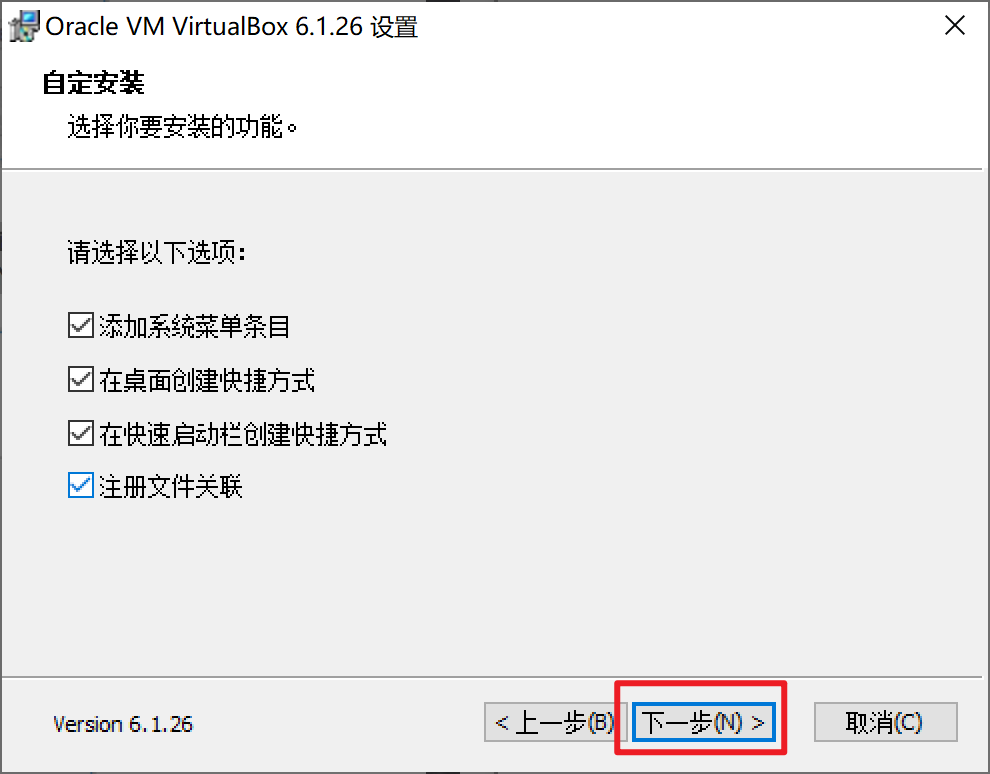 Oracle VM VirtualBox 6.1.26 设置
自定安装
选择你要安装的功能。
请选择以下选项：
添加系统菜单条目
在桌面创建快捷方式
在快速启动栏创建快捷方式
注册文件关联
Version 6.1.26
< 上一步(B)
下一步(N) >
取消(C)